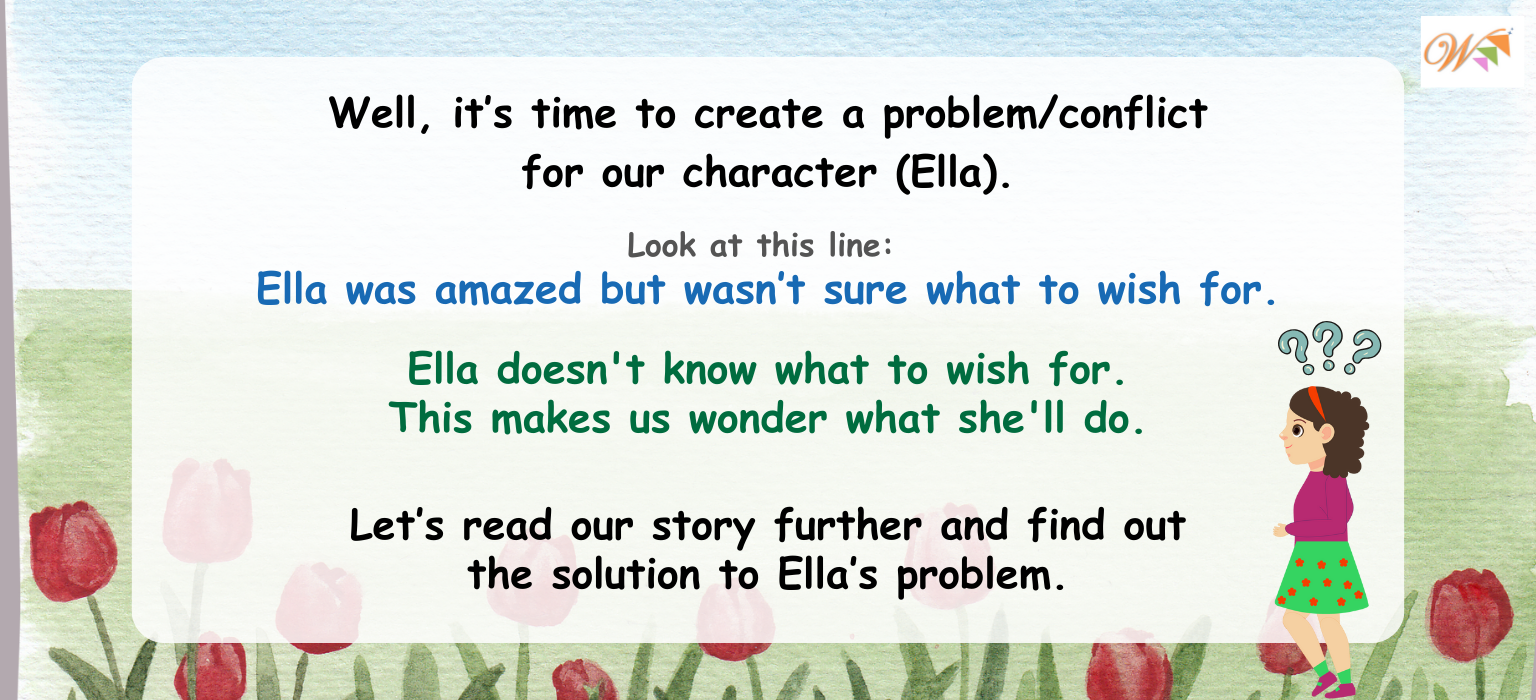 Well, it’s time to create a problem/conflict
for our character (Ella).
Look at this line:
Ella was amazed but wasn’t sure what to wish for.
Ella doesn't know what to wish for.
This makes us wonder what she'll do.
Let’s read our story further and find out
the solution to Ella’s problem.